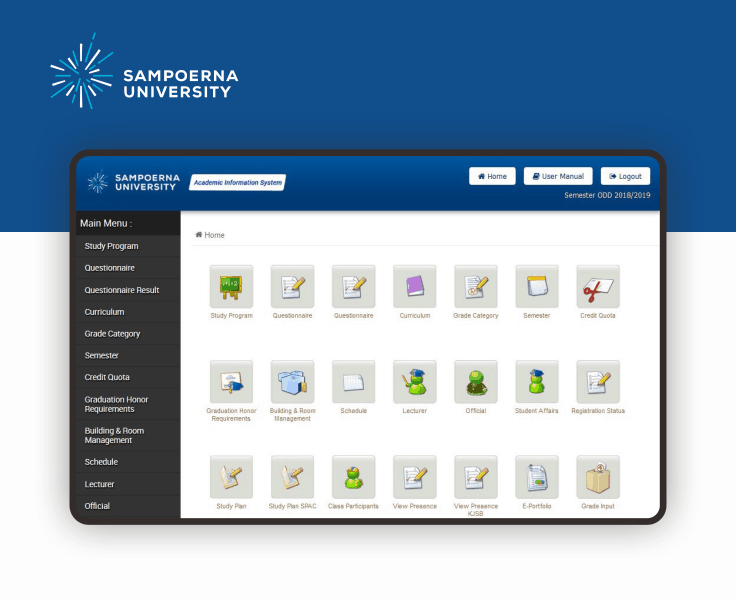 SAMPOERNA
UNIVERSITY
SAMPOERNA
UNIVERSITY
Academic Information System
Home
User Manual
Logout
Semester ODD 2018/2019
Main Menu :
Study Program
Questionnaire
Questionnaire Result
Curriculum
Grade Category
Semester
Credit Quota
Graduation Honor
Requirements
Building & Room
Management
Schedule
Lecturer
Official
Home
Study Program
Questionnaire
Questionnaire
Curriculum
Grade Category
Semester
Credit Quota
Graduation Honor
Requirements
Building & Room
Management
Schedule
Lecturer
Official
Student Affairs
Registration Status
Study Plan
Study Plan SPAC
Class Participants
View Presence
View Presence
KJSB
E-Portfolio
Grade Input